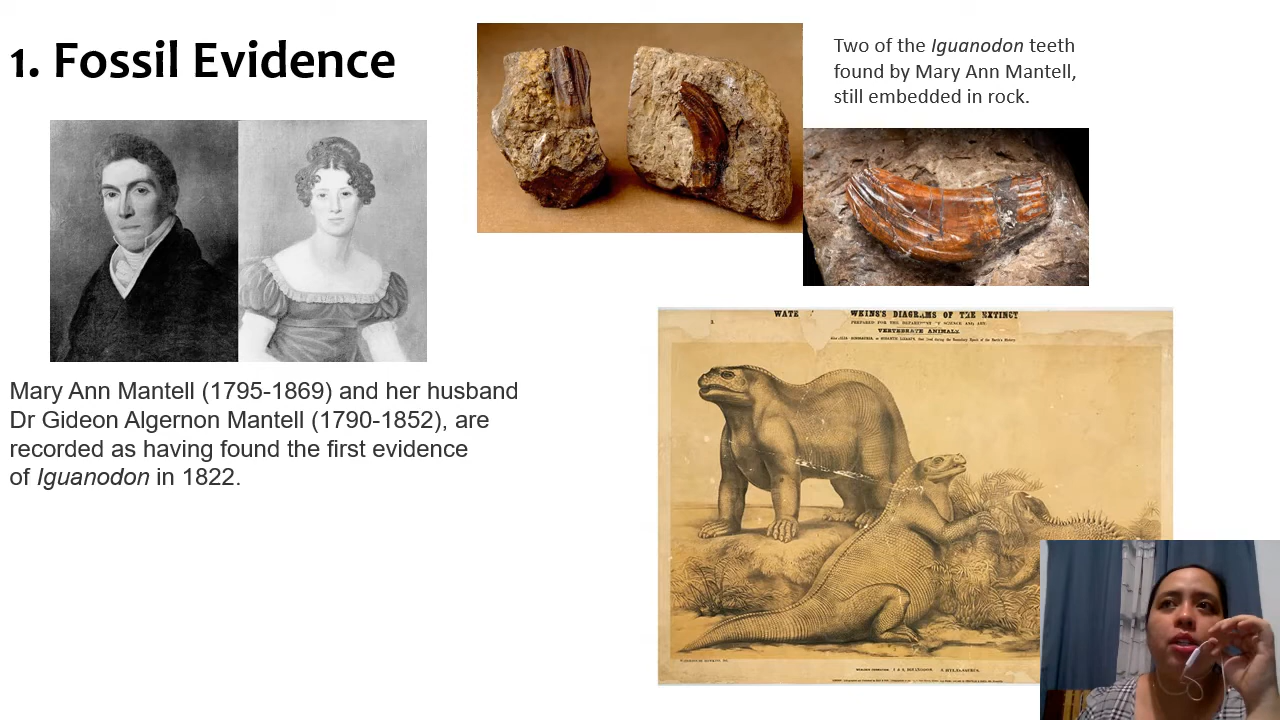 1. Fossil Evidence
Two of the Iguanodon teeth
found by Mary Ann Mantell,
still embedded in rock.
Mary Ann Mantell (1795-1869) and her husband
Dr Gideon Algernon Mantell (1790-1852), are
recorded as having found the first evidence
of Iguanodon in 1822.
WATE WKINS'S DIAGRAMS OF THE EXTINCT
VERTEBRATE ANIMALS.